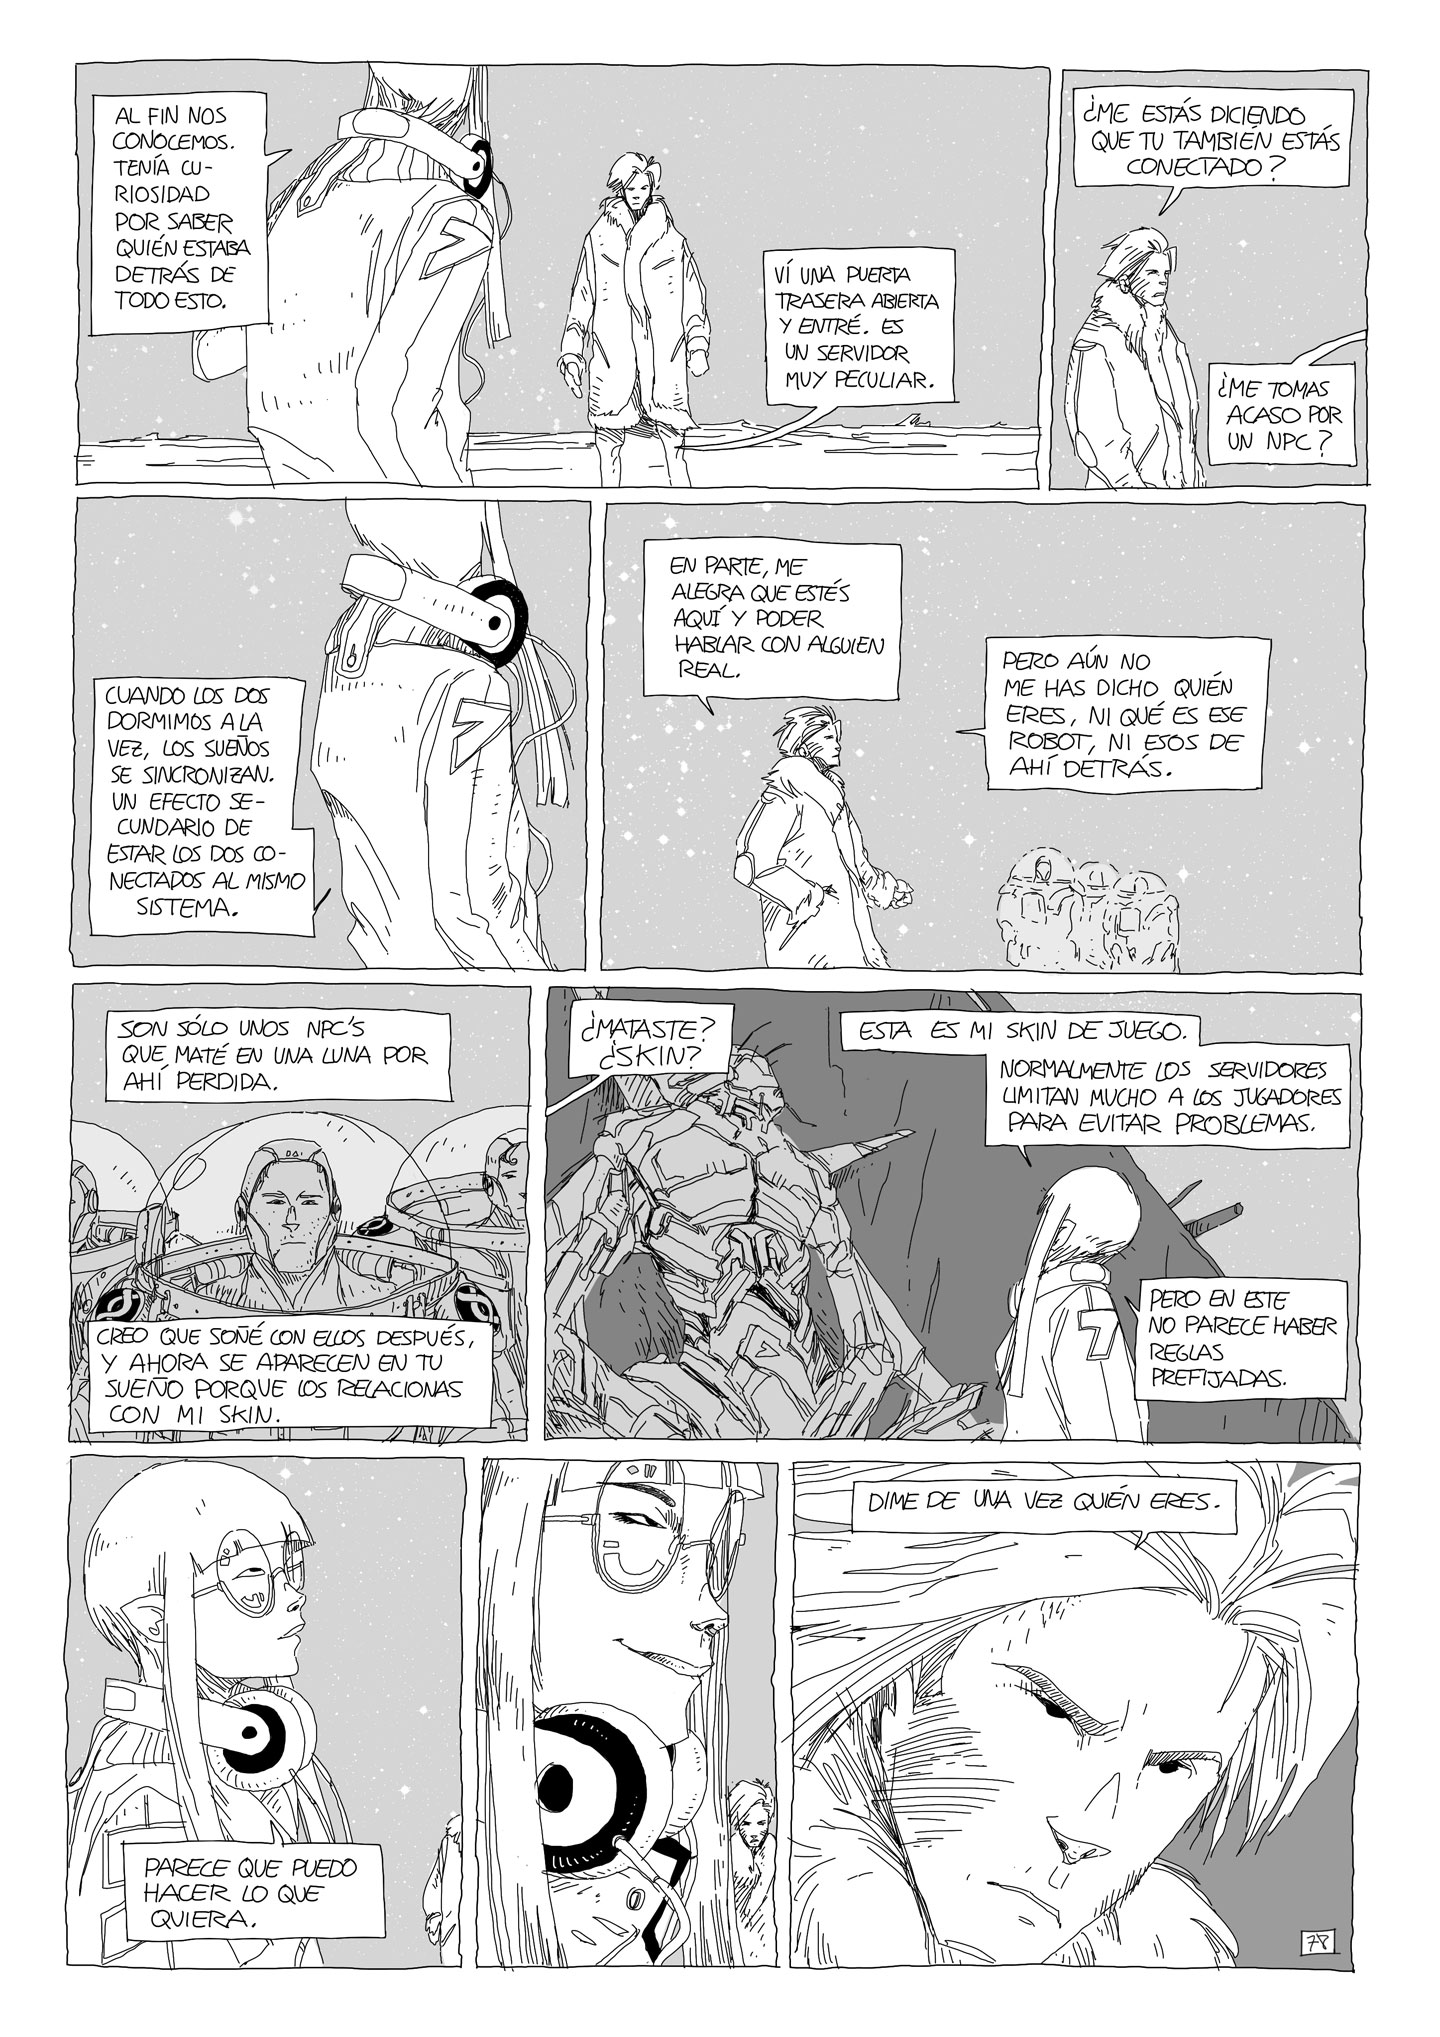 AL FIN NOS
CONOCEMOS.
TENÍA CU-
RIOSIDAD
POR SABER
QUIÉN ESTABA
DETRÁS DE
TODO ESTO.
VÍ UNA PUERTA
TRASERA ABIERTA
Y ENTRÉ. ES
UN SERVIDOR
MUY PECULIAR.
¿ME ESTÁS DICIENDO
QUE TU TAMBIÉN ESTÁS
CONECTADO?
¿ME TOMAS
ACASO POR
UN NPC?
CUANDO LOS DOS
DORMIMOS A LA
VEZ, LOS SUEÑOS
SE SINCRONIZAN.
UN EFECTO SE-
CUNDARIO DE
ESTAR LOS DOS CO-
NECTADOS AL MISMO
SISTEMA.
EN PARTE, ME
ALEGRA QUE ESTÉS
AQUÍ Y PODER
HABLAR CON ALGUIEN
REAL.
PERO AÚN NO
ME HAS DICHO QUIÉN
ERES, NI QUÉ ES ESE
ROBOT, NI ESOS DE
AHÍ DETRÁS.
SON SÓLO UNOS NPC'S
QUE MATÉ EN UNA LUNA POR
AHÍ PERDIDA.
CREO QUE SOÑÉ CON ELLOS DESPUÉS,
Y AHORA SE APARECEN EN TU
SUEÑO PORQUE LOS RELACIONAS
CON MI SKIN.
¿MATASTE?
¿SKIN?
ESTA ES MI SKIN DE JUEGO.
NORMALMENTE LOS SERVIDORES
LIMITAN MUCHO A LOS JUGADORES
PARA EVITAR PROBLEMAS.
PERO EN ESTE
NO PARECE HABER
REGLAS
PREFIJADAS.
PARECE QUE PUEDO
HACER LO QUE
QUIERA.
DIME DE UNA VEZ QUIÉN ERES.